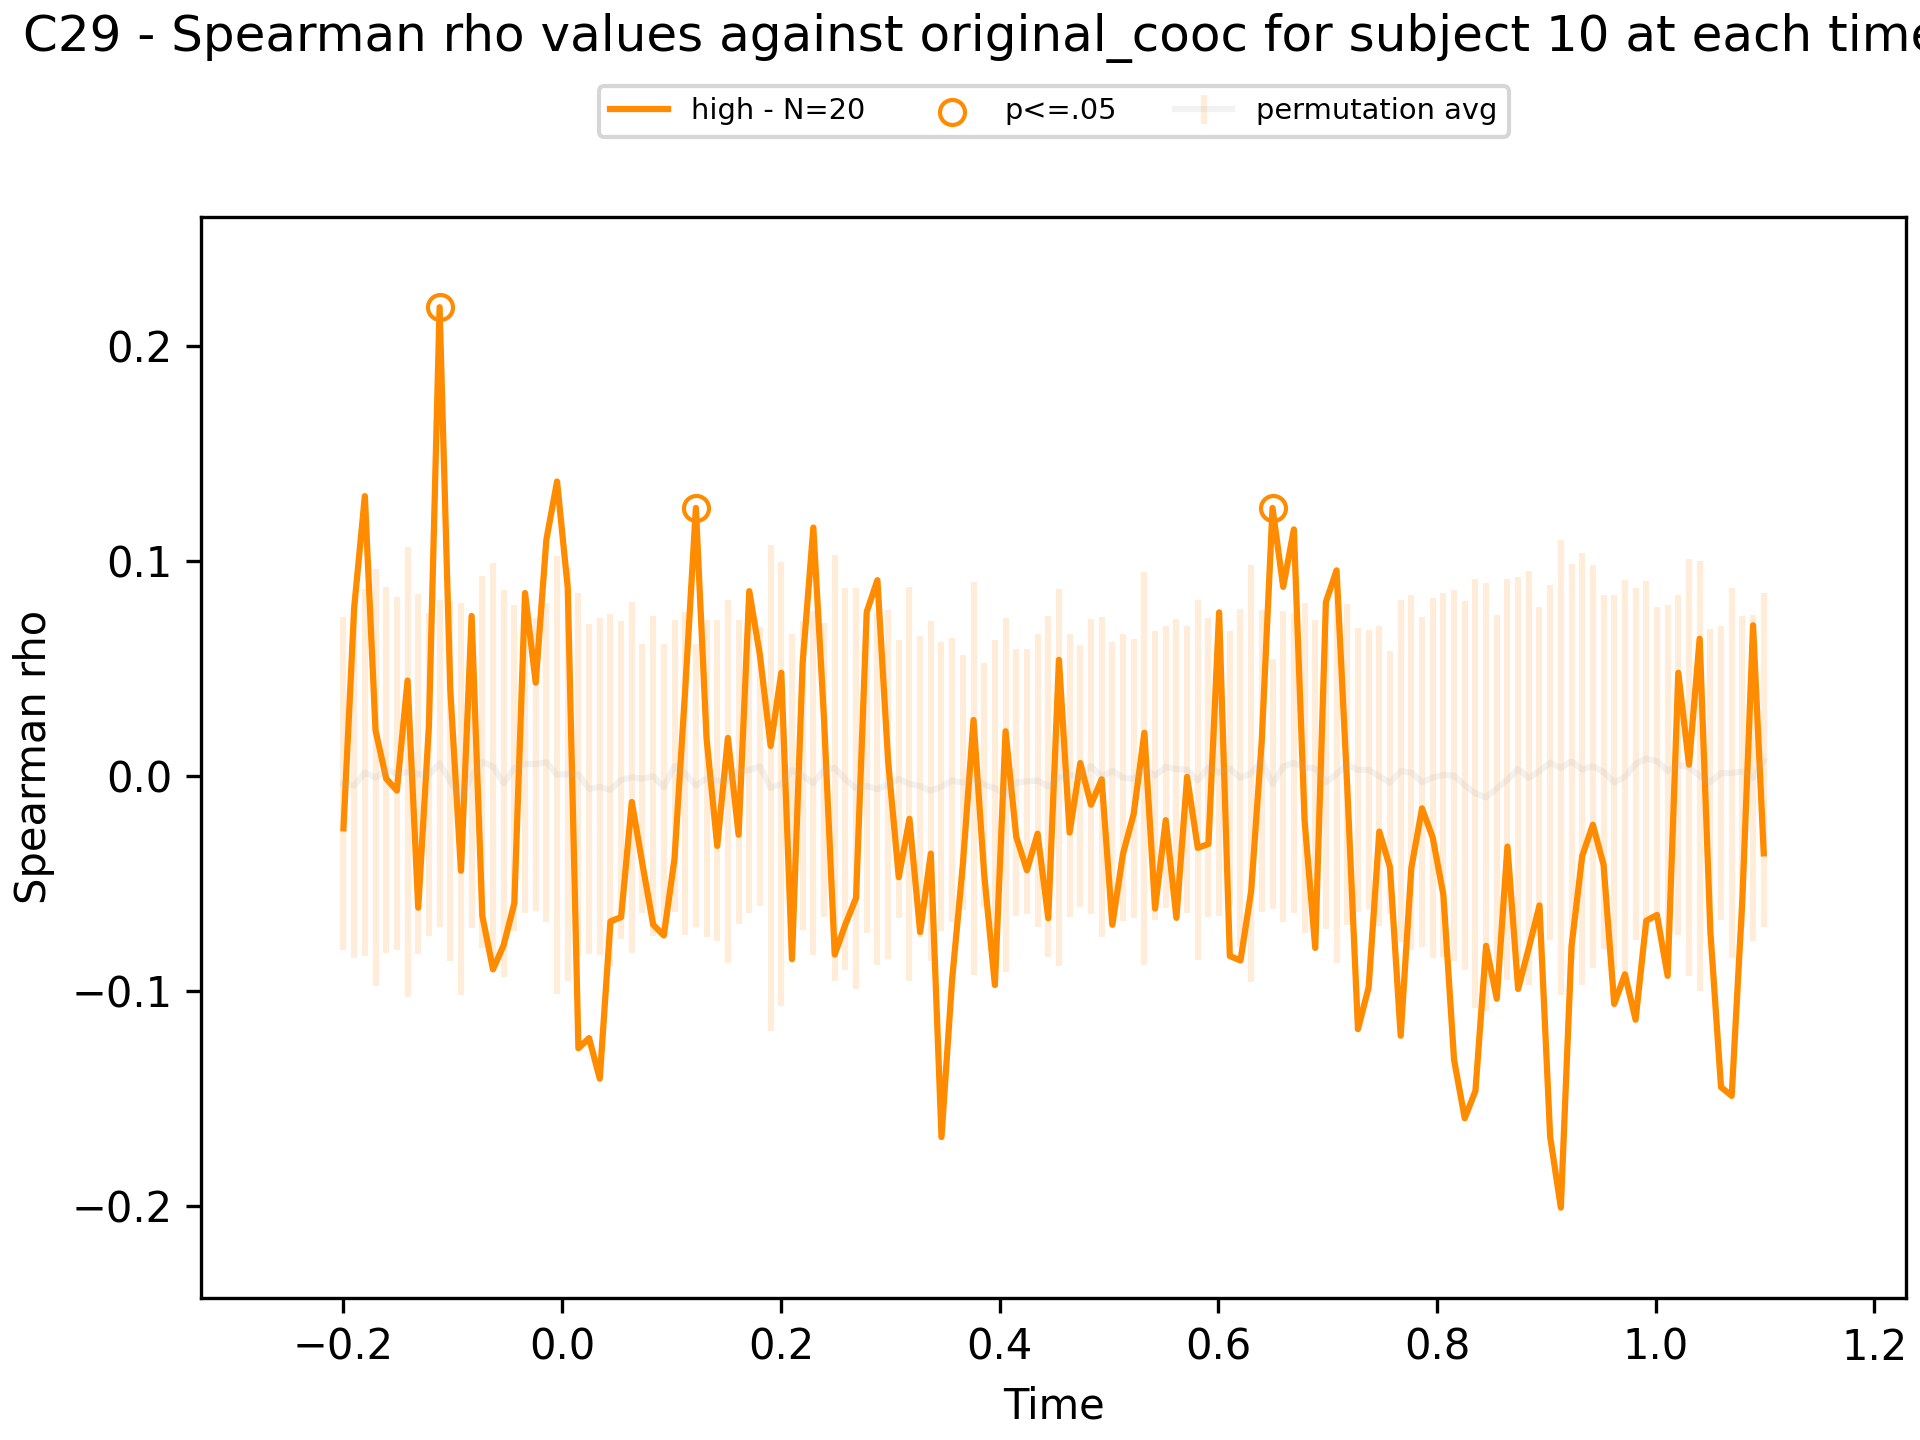 C29 - Spearman rho values against original_cooc for subject 10 at each time
high - N=20 p<=.05 permutation avg
Spearman rho
0.2
0.1
0.0
−0.1
−0.2
−0.2 0.0 0.2 0.4 0.6 0.8 1.0 1.2
Time